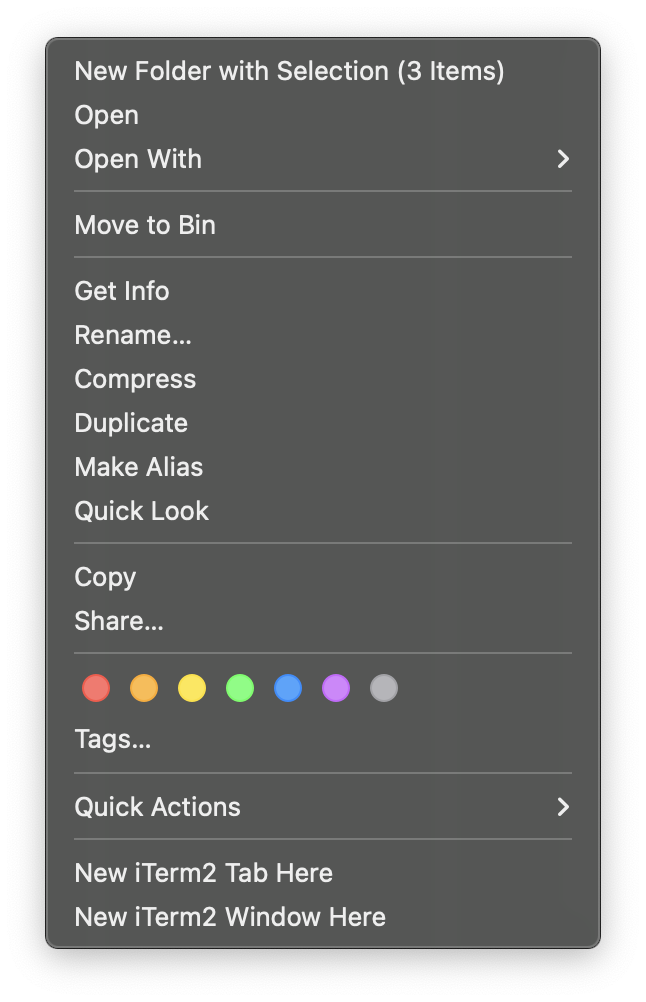 New Folder with Selection (3 Items)
Open
Open With
Move to Bin
Get Info
Rename...
Compress
Duplicate
Make Alias
Quick Look
Copy
Share...
Tags...
Quick Actions
New iTerm2 Tab Here
New iTerm2 Window Here